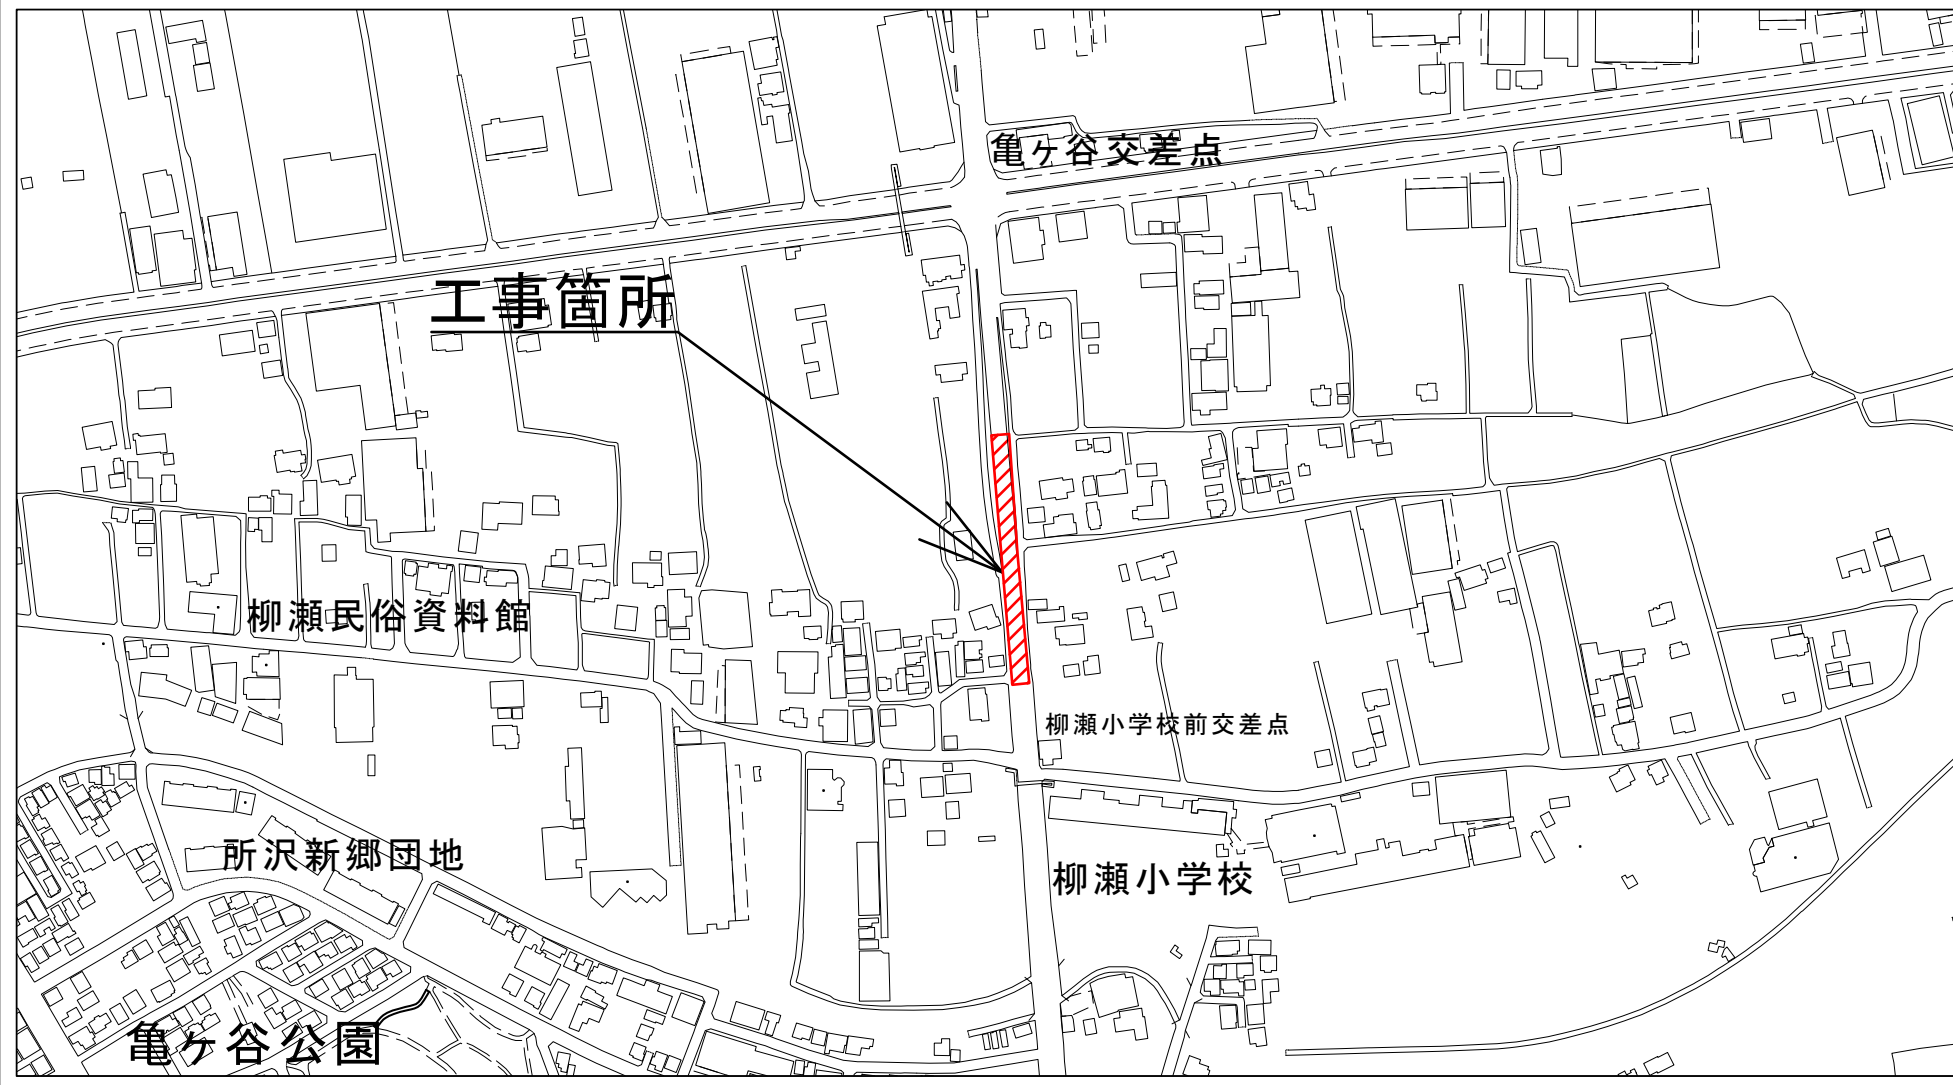 亀ヶ谷交差点
工事箇所
柳瀬民俗資料館
柳瀬小学校前交差点
所沢新郷団地
柳瀬小学校
亀ヶ谷公園